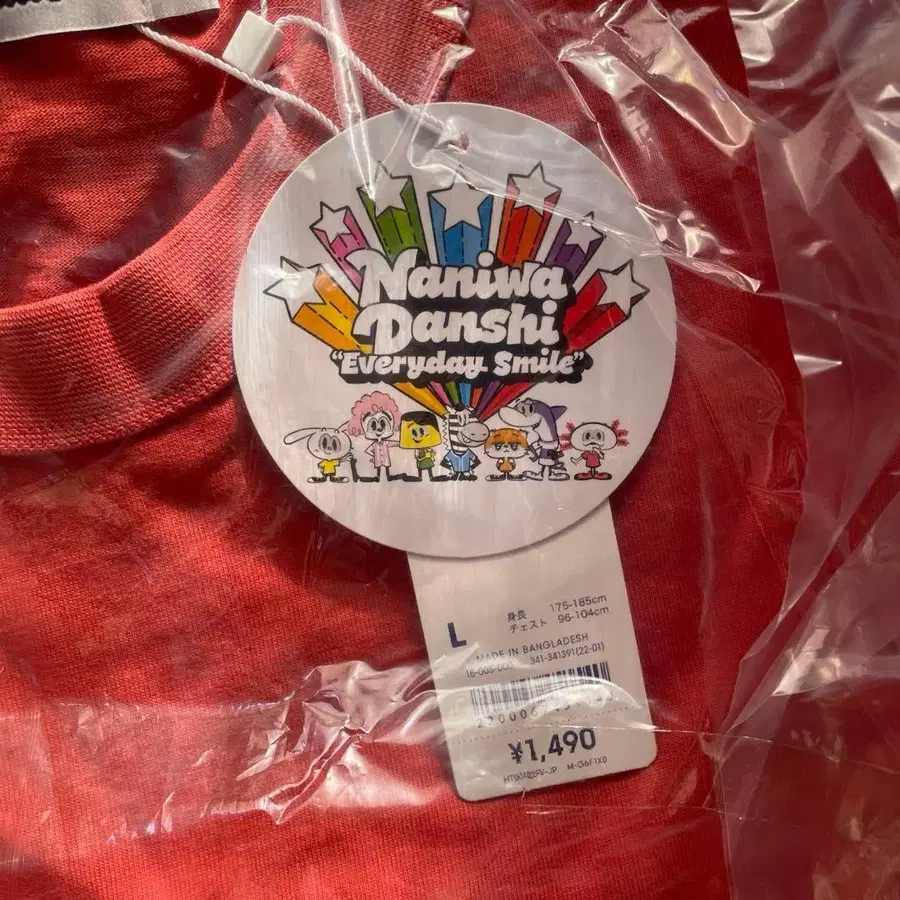 Naniwa
Danshi
"Everyday Smile"
L
身長 175-185cm
チェスト 96-104cm
MADE IN BANGLADESH
341-341391(22-01)
¥1,490